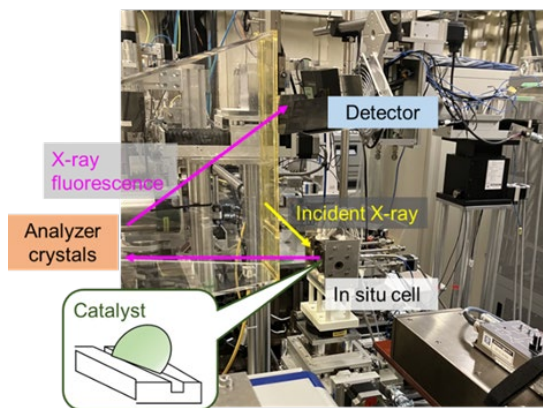 Detector
X-ray
fluorescence
Incident X-ray
Analyzer
crystals
In situ cell
Catalyst